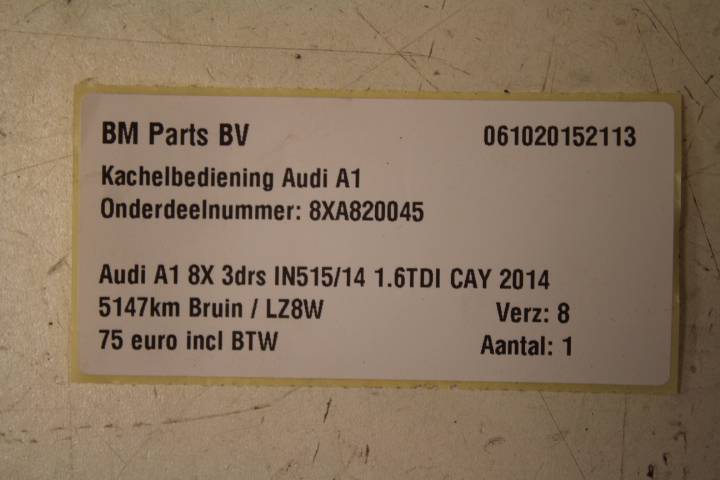 BM Parts BV 061020152113
Kachelbediening Audi A1
Onderdeelnummer: 8XA820045
Audi A1 8X 3drs IN515/14 1.6TDI CAY 2014
5147km Bruin / LZ8W Verz: 8
75 euro incl BTW Aantal: 1